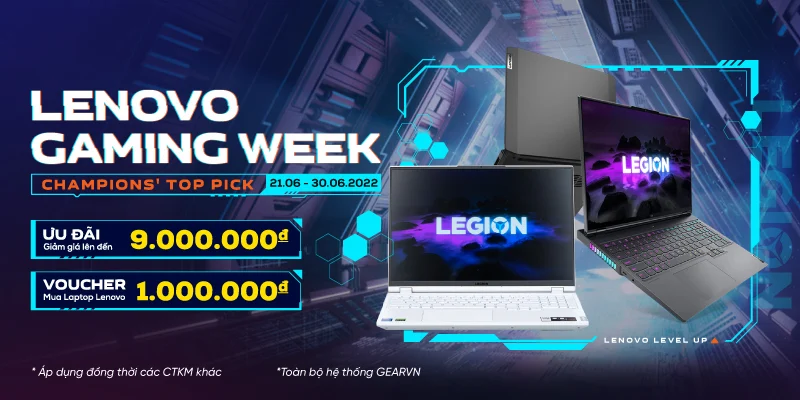 LENOVO
GAMING WEEK
CHAMPIONS' TOP PICK
21.06 - 30.06.2022
ƯU ĐÃI
Giảm giá lên đến
9.000.000đ
VOUCHER
Mua Laptop Lenovo
1.000.000đ
Lenovo
LEGION
LEGION
LEGION
LENOVO LEVEL UP
* Áp dụng đồng thời các CTKM khác
*Toàn bộ hệ thống GEARVN